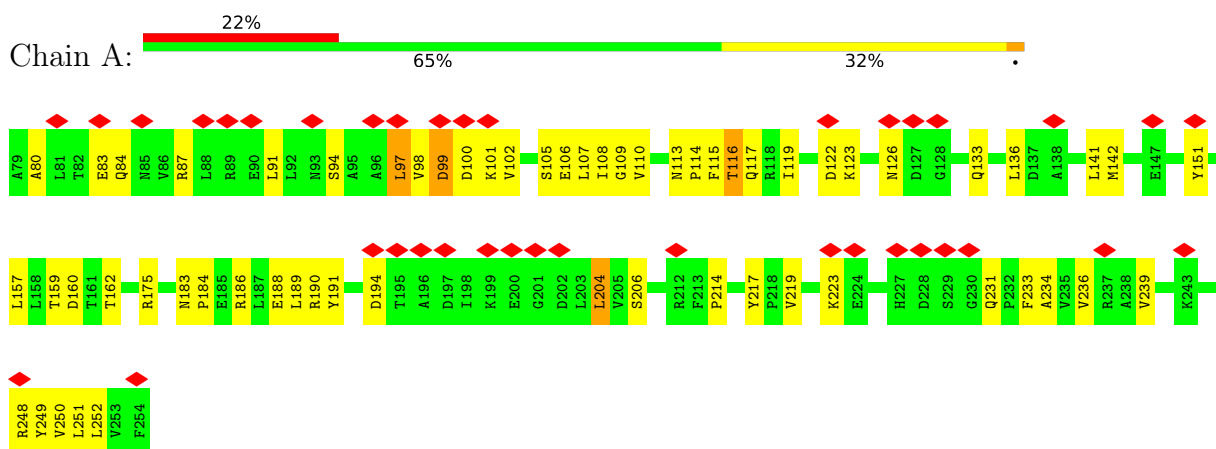 22%
Chain A:
65% 32% •
A79 A80 L81 T82 E83 Q84 N85 V86 R87 L88 R89 E90 L91 L92 N93 S94 A95 A96 L97 V98 D99 D100 K101 V102 S105 E106 L107 I108 G109 V110 N113 P114 F115 T116 Q117 R118 I119 D122 K123 N126 D127 G128 Q133 L136 D137 A138 L141 M142 E147 Y151
L157 L158 T159 D160 T161 T162 R175 N183 P184 E185 R186 L187 E188 L189 R190 Y191 D194 T195 A196 D197 I198 K199 E200 G201 D202 L203 L204 V205 S206 R212 F213 P214 Y217 P218 V219 K223 E224 H227 D228 S229 G230 Q231 P232 F233 A234 V235 V236 R237 A238 V239 K243
R248 Y249 V250 L251 L252 V253 F254